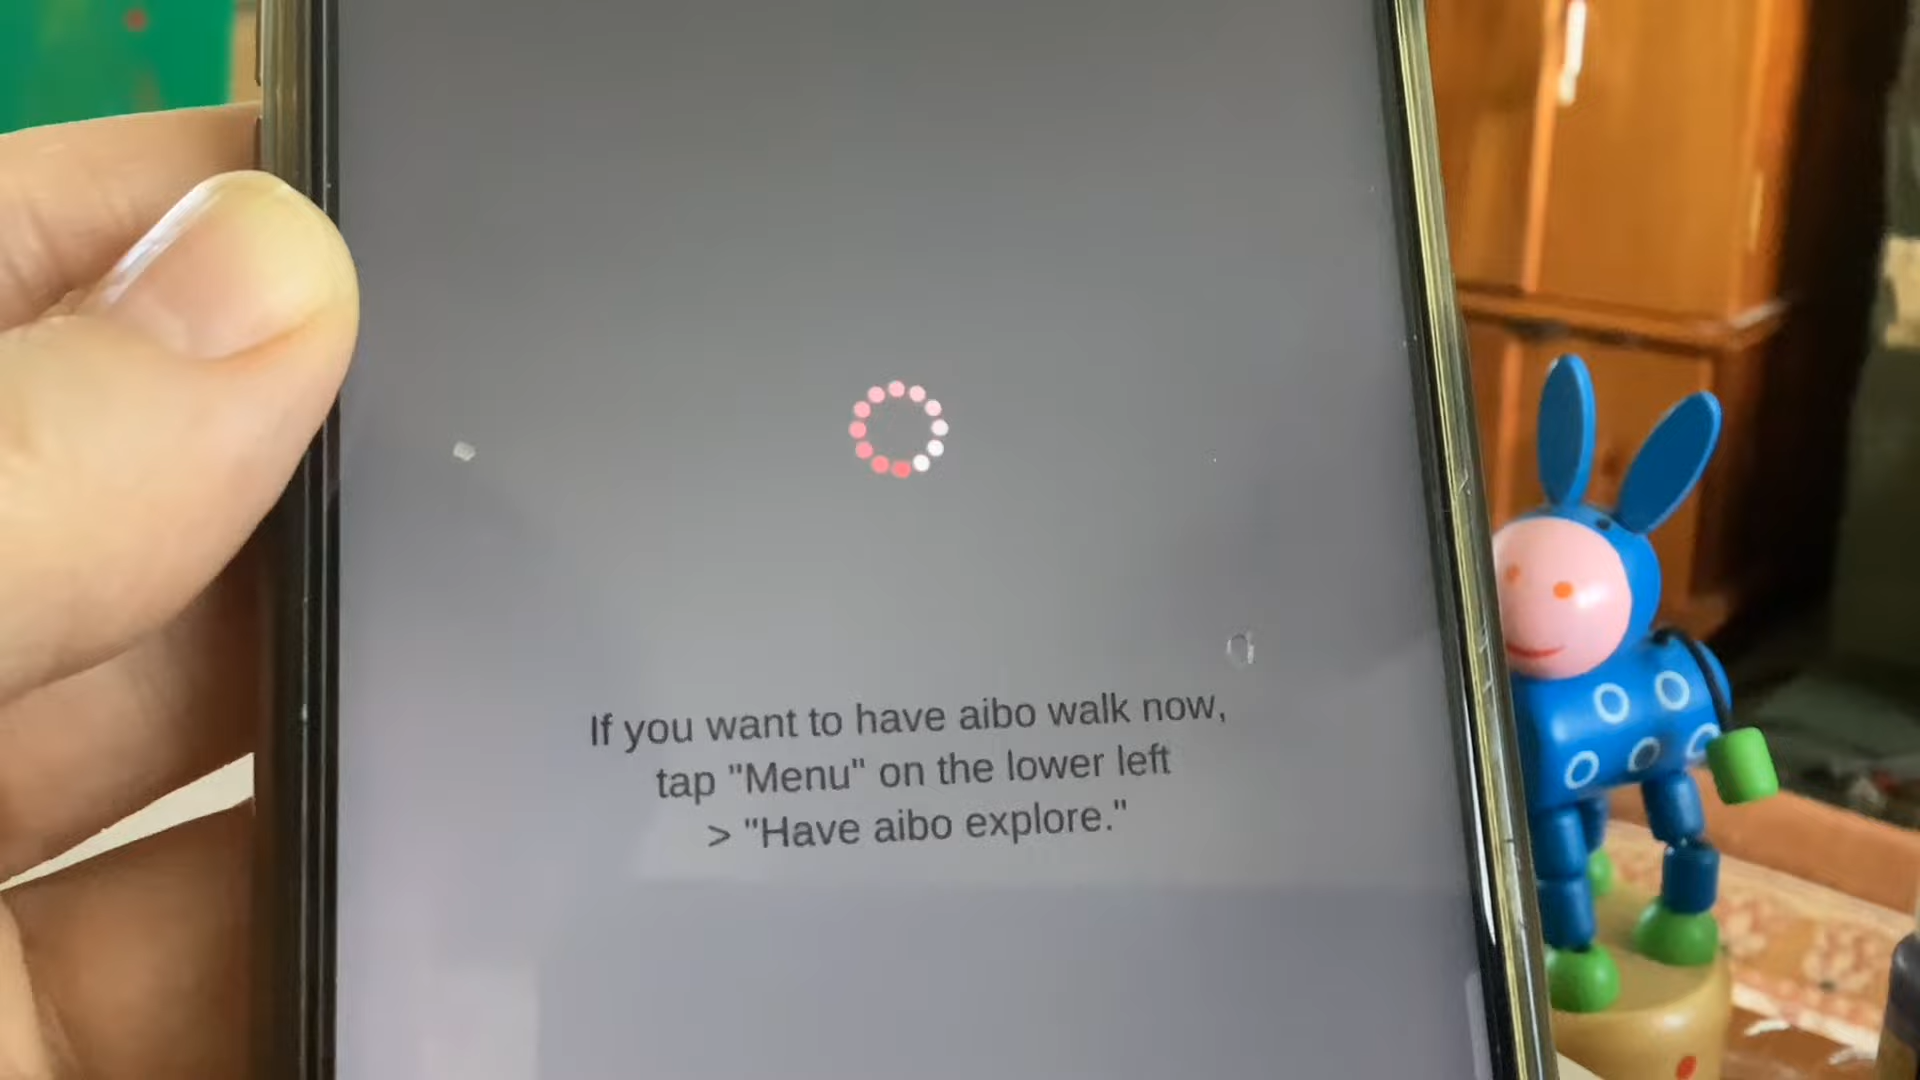 If you want to have aibo walk now,
tap "Menu" on the lower left
> "Have aibo explore."